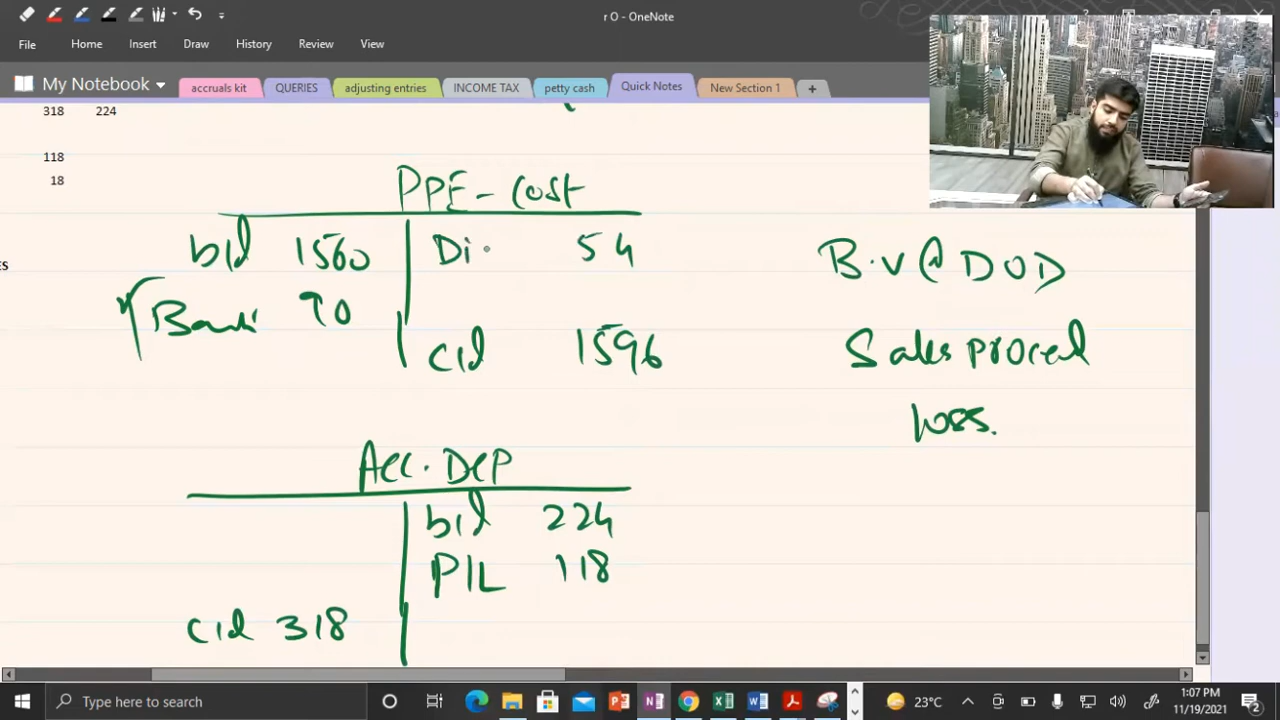 r O - OneNote
File Home Insert Draw History Review View
My Notebook accruals kit QUERIES adjusting entries INCOME TAX petty cash Quick Notes New Section 1
318 224
118
18
ES
PPE - Cost
b/d 1560 Di 54
Bank 90
c/d 1596
B.V @ DOD
Sales proceed
loss.
Acc. Dep
b/d 224
P/L 118
c/d 318
Type here to search
23°C
1:07 PM
11/19/2021
2